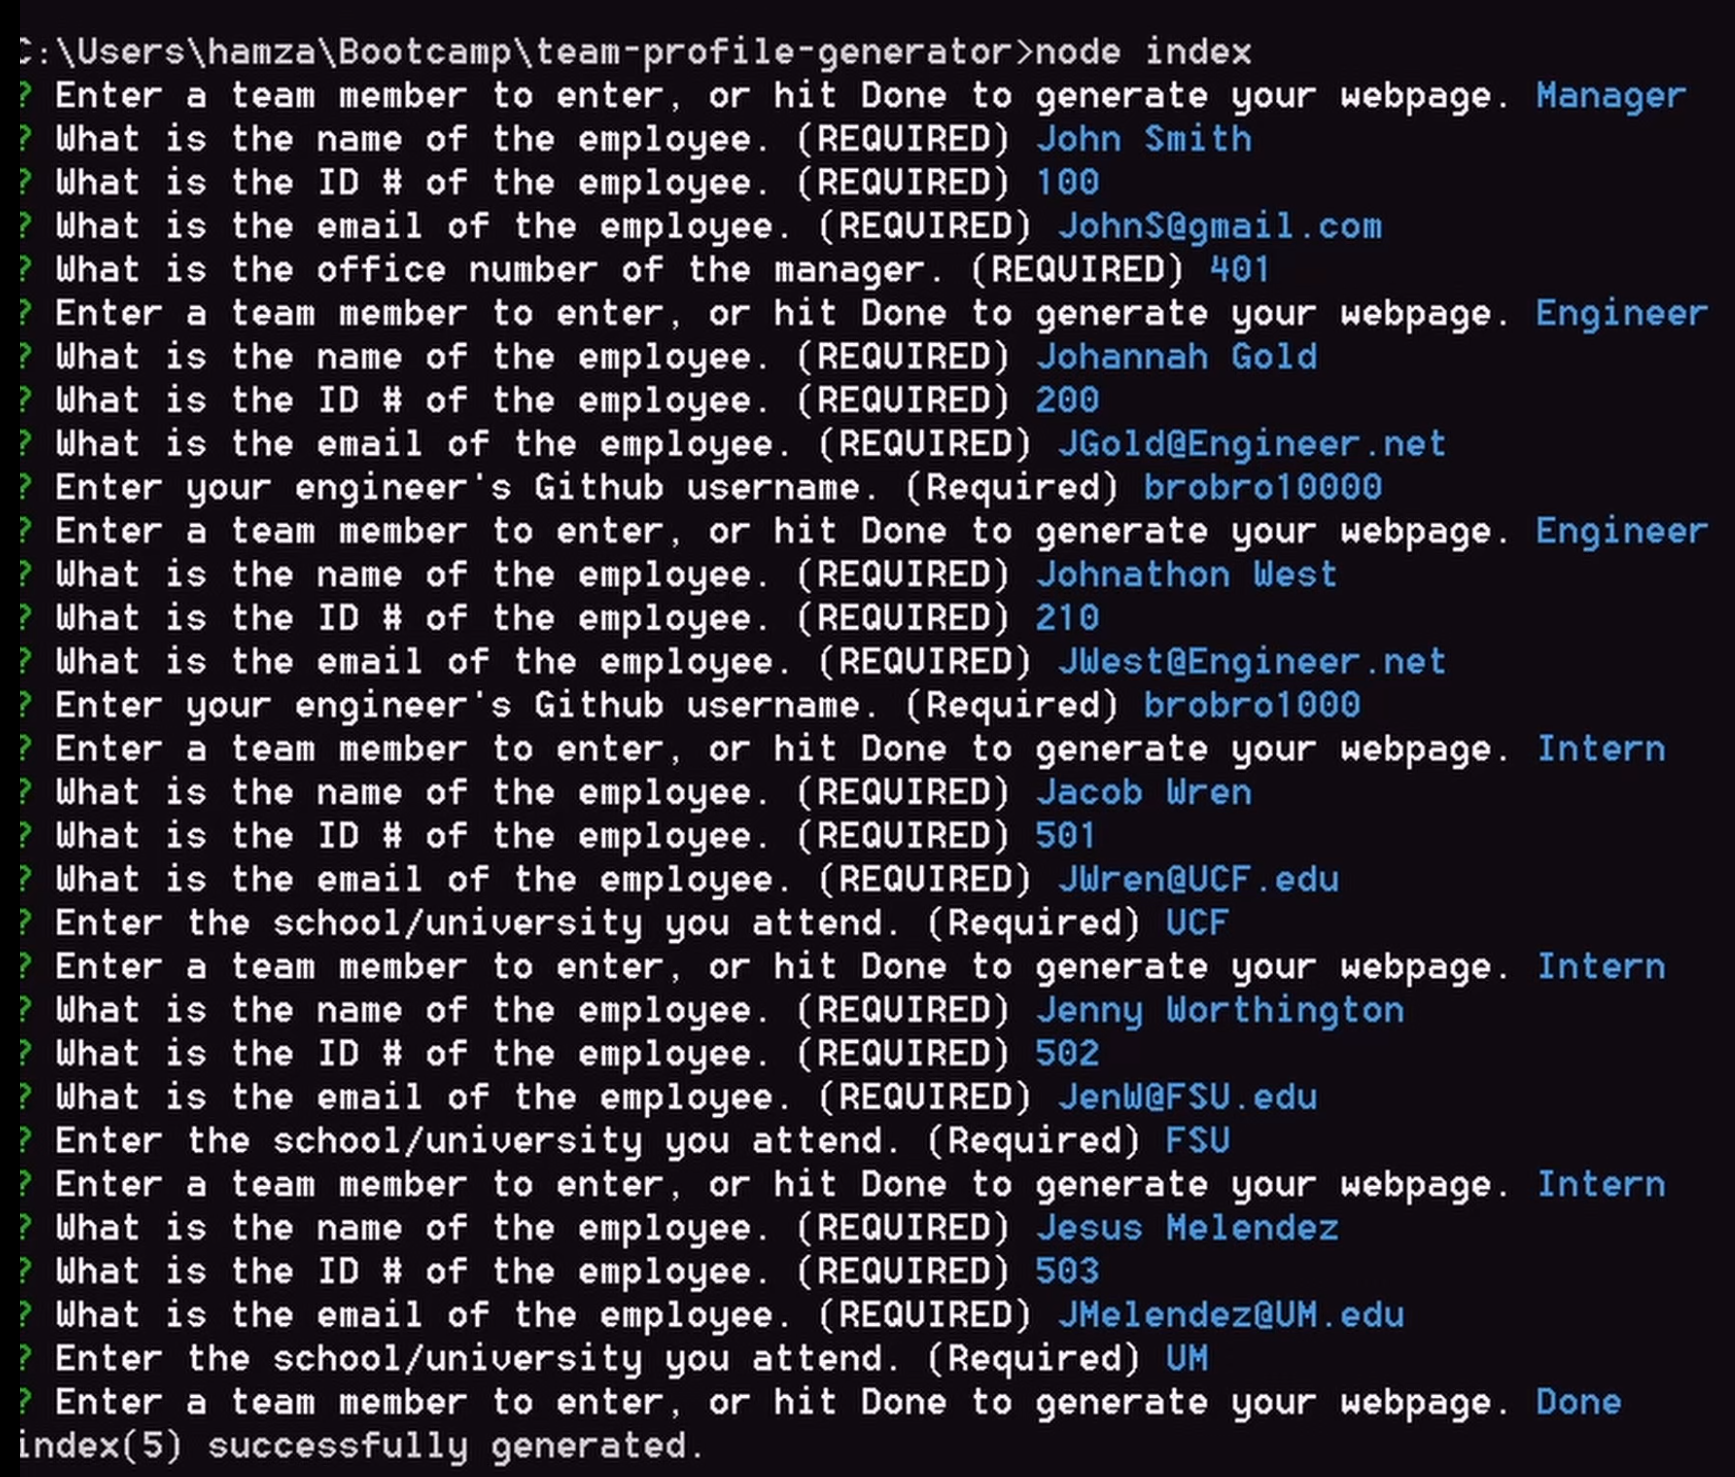 C:\Users\hamza\Bootcamp\team-profile-generator>node index
? Enter a team member to enter, or hit Done to generate your webpage. Manager
? What is the name of the employee. (REQUIRED) John Smith
? What is the ID # of the employee. (REQUIRED) 100
? What is the email of the employee. (REQUIRED) JohnS@gmail.com
? What is the office number of the manager. (REQUIRED) 401
? Enter a team member to enter, or hit Done to generate your webpage. Engineer
? What is the name of the employee. (REQUIRED) Johannah Gold
? What is the ID # of the employee. (REQUIRED) 200
? What is the email of the employee. (REQUIRED) JGold@Engineer.net
? Enter your engineer's Github username. (Required) brobro10000
? Enter a team member to enter, or hit Done to generate your webpage. Engineer
? What is the name of the employee. (REQUIRED) Johnathon West
? What is the ID # of the employee. (REQUIRED) 210
? What is the email of the employee. (REQUIRED) JWest@Engineer.net
? Enter your engineer's Github username. (Required) brobro1000
? Enter a team member to enter, or hit Done to generate your webpage. Intern
? What is the name of the employee. (REQUIRED) Jacob Wren
? What is the ID # of the employee. (REQUIRED) 501
? What is the email of the employee. (REQUIRED) JWren@UCF.edu
? Enter the school/university you attend. (Required) UCF
? Enter a team member to enter, or hit Done to generate your webpage. Intern
? What is the name of the employee. (REQUIRED) Jenny Worthington
? What is the ID # of the employee. (REQUIRED) 502
? What is the email of the employee. (REQUIRED) JenW@FSU.edu
? Enter the school/university you attend. (Required) FSU
? Enter a team member to enter, or hit Done to generate your webpage. Intern
? What is the name of the employee. (REQUIRED) Jesus Melendez
? What is the ID # of the employee. (REQUIRED) 503
? What is the email of the employee. (REQUIRED) JMelendez@UM.edu
? Enter the school/university you attend. (Required) UM
? Enter a team member to enter, or hit Done to generate your webpage. Done
index(5) successfully generated.